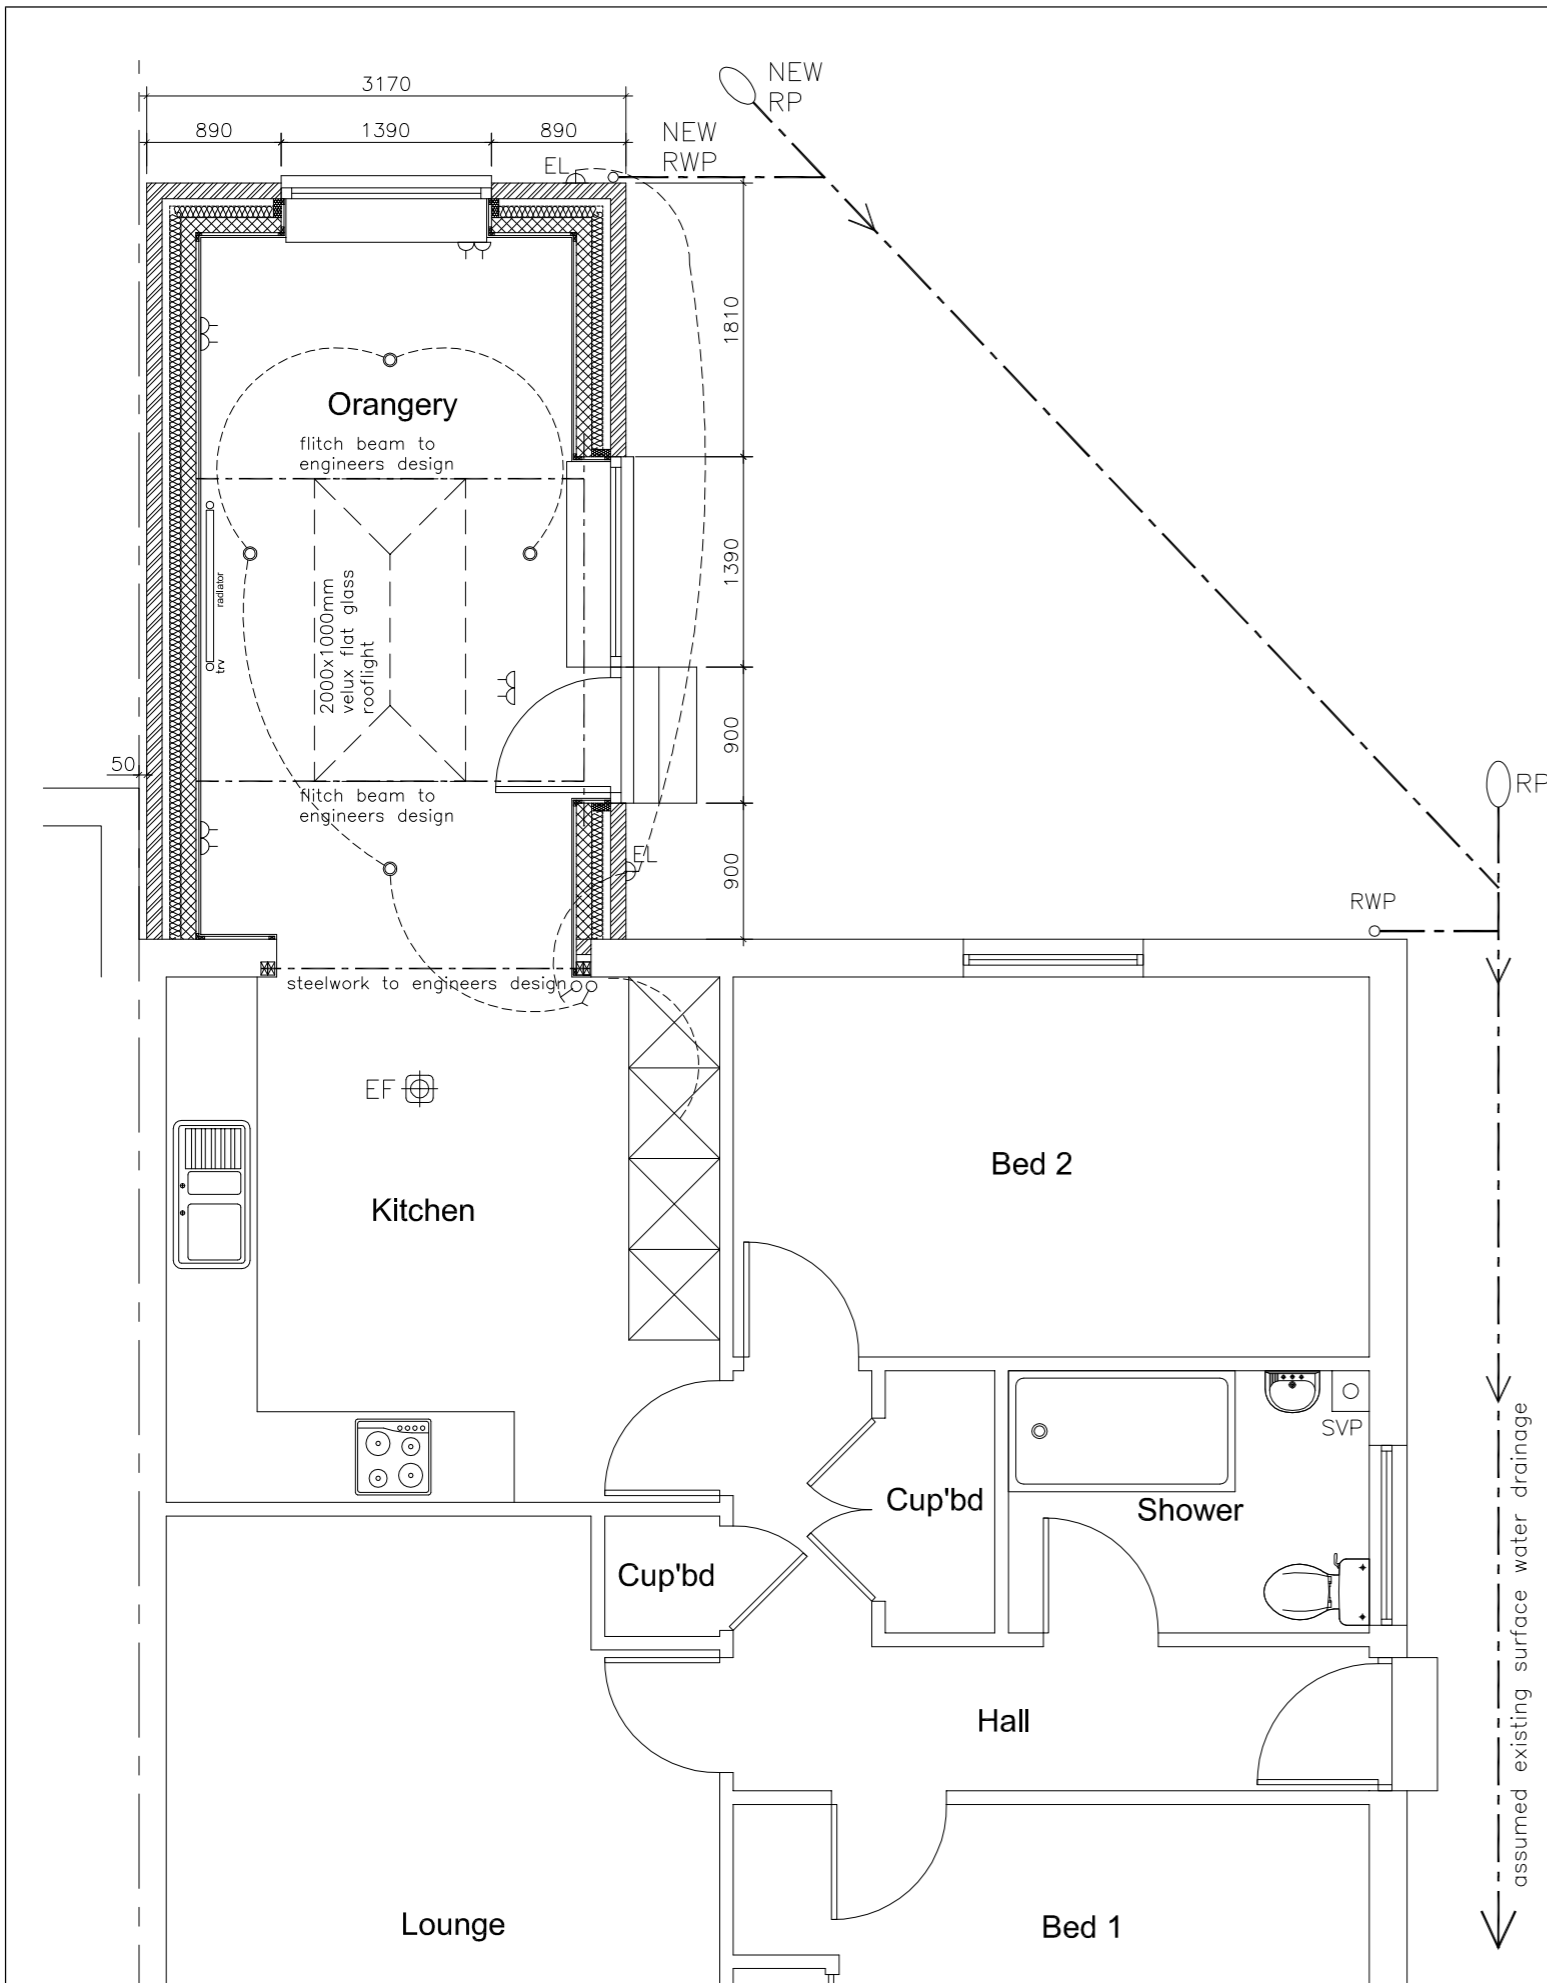 3170
890
1390
890
NEW
RP
NEW
RWP
EL
1810
Orangery
flitch beam to
engineers design
1390
radiator
trv
2000x1000mm
velux flat glass
rooflight
900
50
flitch beam to
engineers design
900
EL
RP
RWP
steelwork to engineers design
EF
Kitchen
Bed 2
SVP
Cup'bd
Shower
Cup'bd
Hall
assumed existing surface water drainage
Lounge
Bed 1